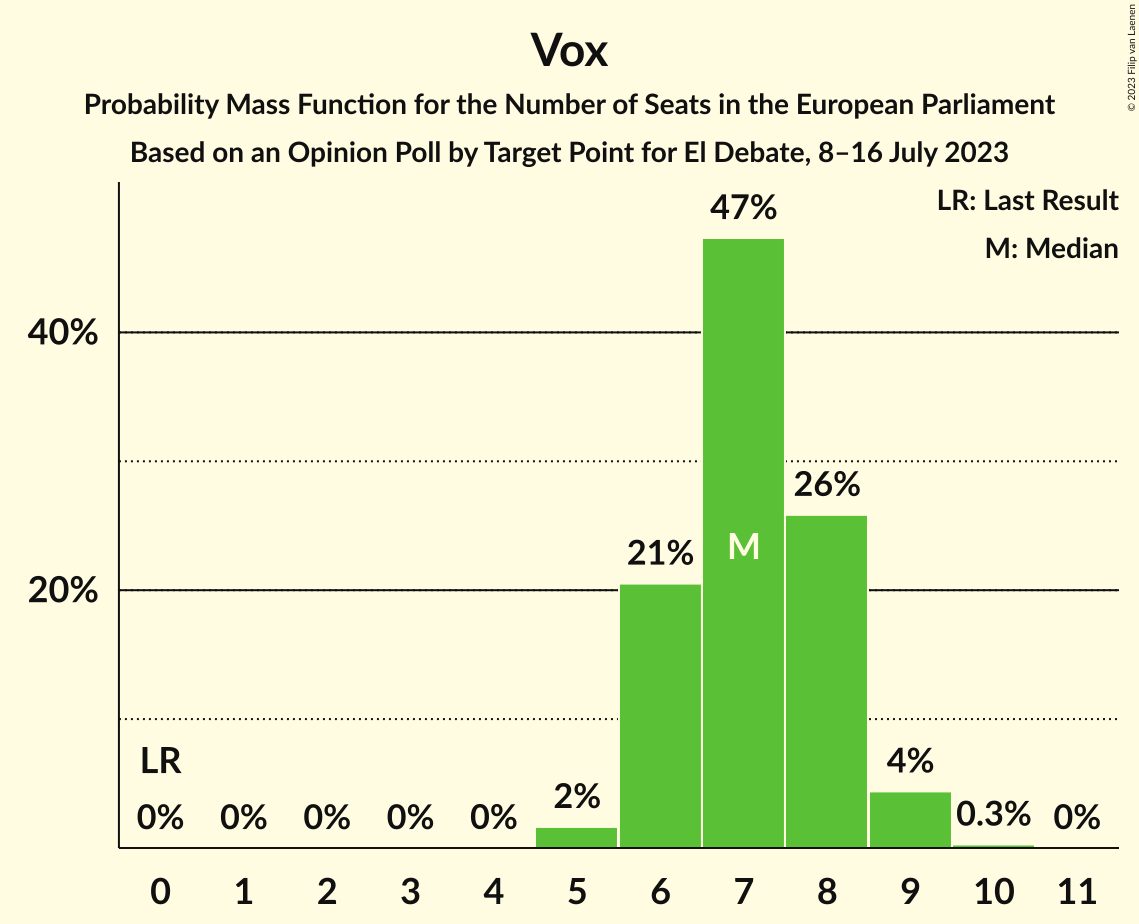 Vox
Probability Mass Function for the Number of Seats in the European Parliament
Based on an Opinion Poll by Target Point for El Debate, 8–16 July 2023
© 2023 Filip van Laenen
LR: Last Result
M: Median
47%
40%
26%
M
21%
20%
LR
4%
2%
0% 0% 0% 0% 0% 0.3% 0%
0 1 2 3 4 5 6 7 8 9 10 11